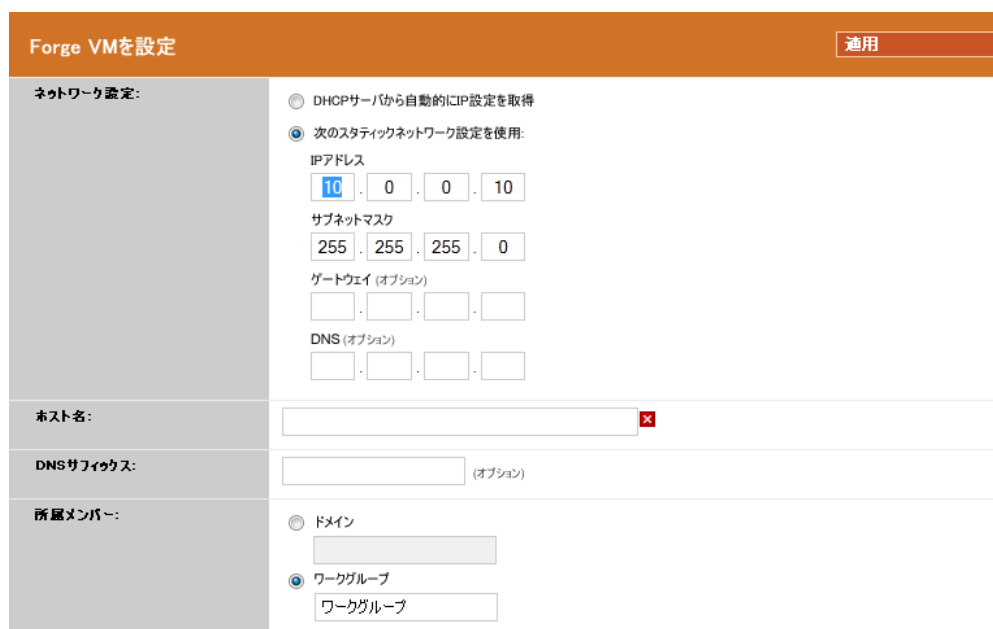 Forge VMを設定
適用
ネットワーク設定:
DHCPサーバから自動的にIP設定を取得
次のスタティックネットワーク設定を使用:
IPアドレス
10 . 0 . 0 . 10
サブネットマスク
255 . 255 . 255 . 0
ゲートウェイ (オプション)
. . .
DNS (オプション)
. . .
ホスト名:
DNSサフィックス:
(オプション)
所属メンバー:
ドメイン
ワークグループ
ワークグループ